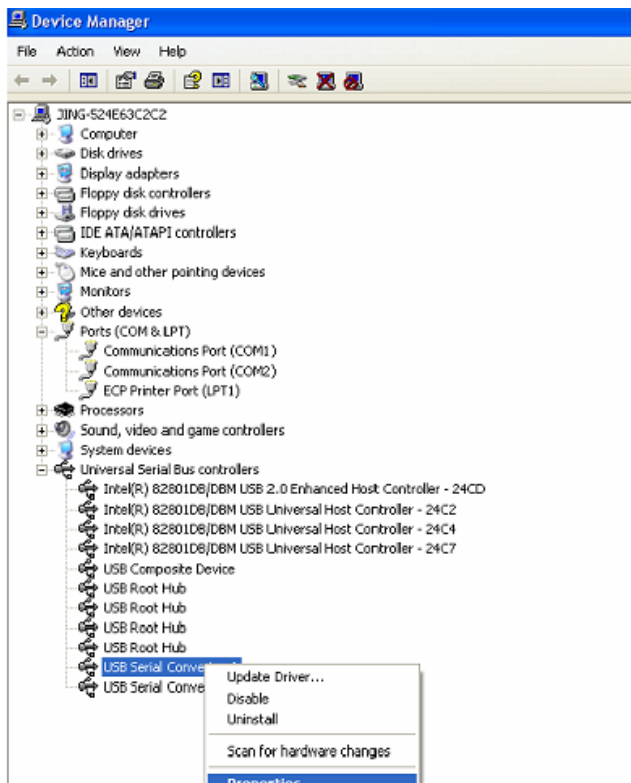 Device Manager
File Action View Help
JING-524E63C2C2
Computer
Disk drives
Display adapters
Floppy disk controllers
Floppy disk drives
IDE ATA/ATAPI controllers
Keyboards
Mice and other pointing devices
Monitors
Other devices
Ports (COM & LPT)
Communications Port (COM1)
Communications Port (COM2)
ECP Printer Port (LPT1)
Processors
Sound, video and game controllers
System devices
Universal Serial Bus controllers
Intel(R) 82801DB/DBM USB 2.0 Enhanced Host Controller - 24CD
Intel(R) 82801DB/DBM USB Universal Host Controller - 24C2
Intel(R) 82801DB/DBM USB Universal Host Controller - 24C4
Intel(R) 82801DB/DBM USB Universal Host Controller - 24C7
USB Composite Device
USB Root Hub
USB Root Hub
USB Root Hub
USB Root Hub
USB Serial Conve
USB Serial Conve
Update Driver...
Disable
Uninstall
Scan for hardware changes
Properties